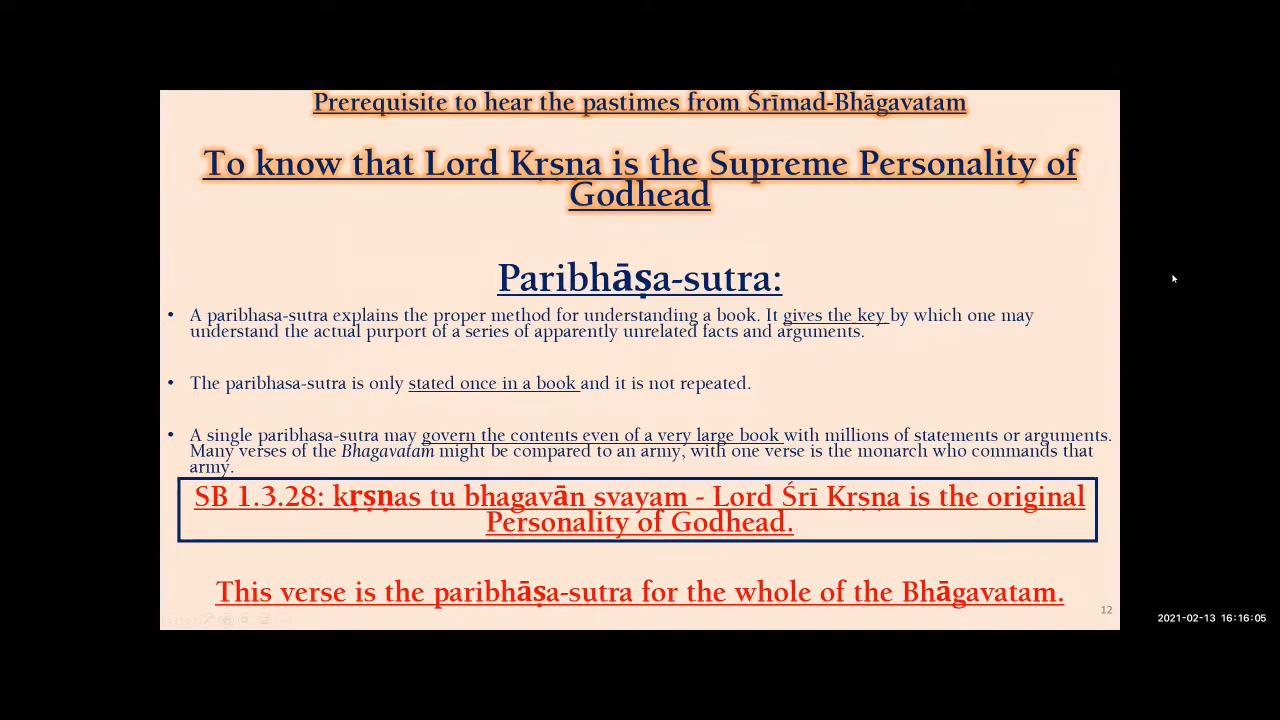 Prerequisite to hear the pastimes from Śrīmad-Bhāgavatam
To know that Lord Kṛṣṇa is the Supreme Personality of
Godhead
Paribhāṣa-sutra:
• A paribhasa-sutra explains the proper method for understanding a book. It gives the key by which one may
understand the actual purport of a series of apparently unrelated facts and arguments.
• The paribhasa-sutra is only stated once in a book and it is not repeated.
• A single paribhasa-sutra may govern the contents even of a very large book with millions of statements or arguments.
Many verses of the Bhagavatam might be compared to an army, with one verse is the monarch who commands that
army.
SB 1.3.28: kṛṣṇas tu bhagavān svayam - Lord Śrī Kṛṣṇa is the original
Personality of Godhead.
This verse is the paribhāṣa-sutra for the whole of the Bhāgavatam.
12
2021-02-13 16:16:05